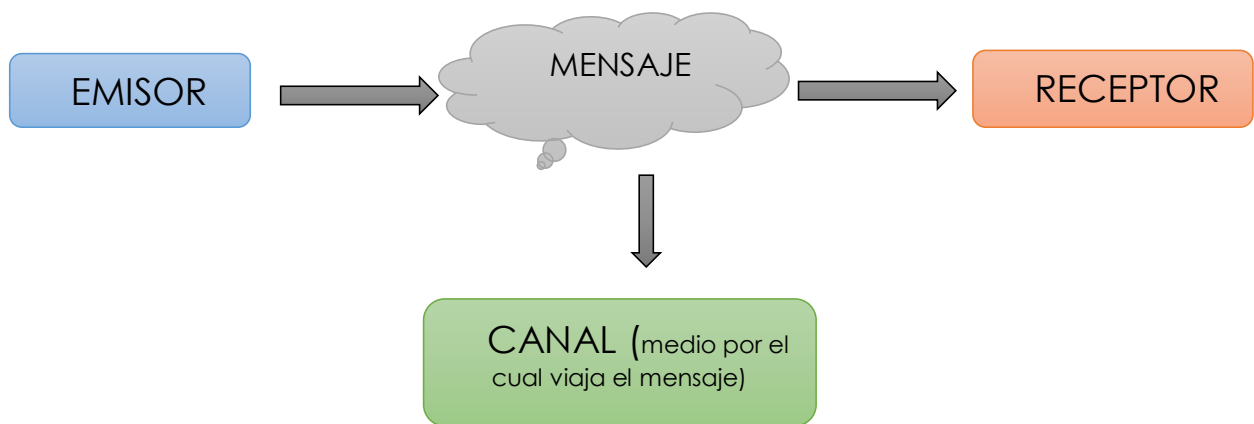 EMISOR
MENSAJE
RECEPTOR
CANAL (medio por el
cual viaja el mensaje)